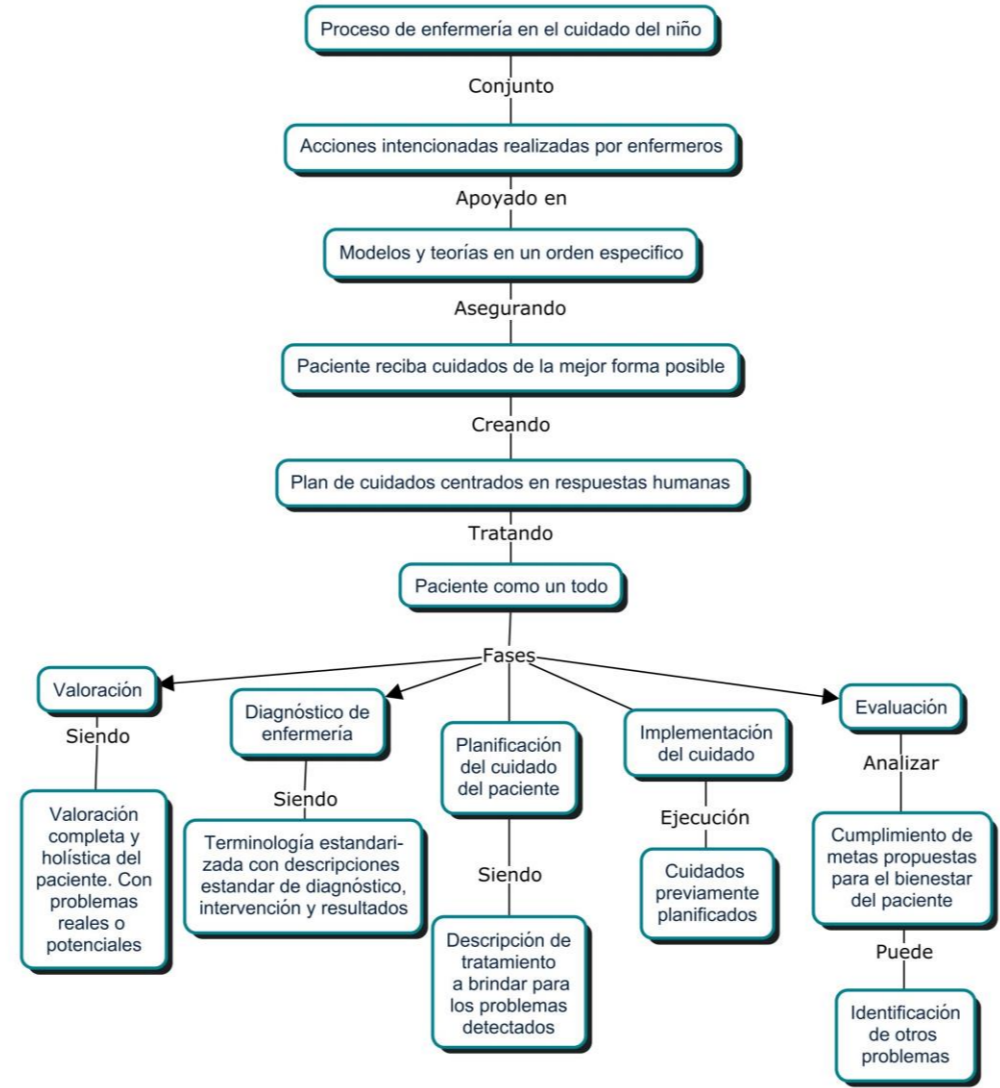 Proceso de enfermería en el cuidado del niño
Conjunto
Acciones intencionadas realizadas por enfermeros
Apoyado en
Modelos y teorías en un orden especifico
Asegurando
Paciente reciba cuidados de la mejor forma posible
Creando
Plan de cuidados centrados en respuestas humanas
Tratando
Paciente como un todo
Fases
Valoración
Siendo
Valoración
completa y
holística del
paciente. Con
problemas
reales o
potenciales
Diagnóstico de
enfermería
Siendo
Terminología estandari-
zada con descripciones
estandar de diagnóstico,
intervención y resultados
Planificación
del cuidado
del paciente
Siendo
Descripción de
tratamiento
a brindar para
los problemas
detectados
Implementación
del cuidado
Ejecución
Cuidados
previamente
planificados
Evaluación
Analizar
Cumplimiento de
metas propuestas
para el bienestar
del paciente
Puede
Identificación
de otros
problemas